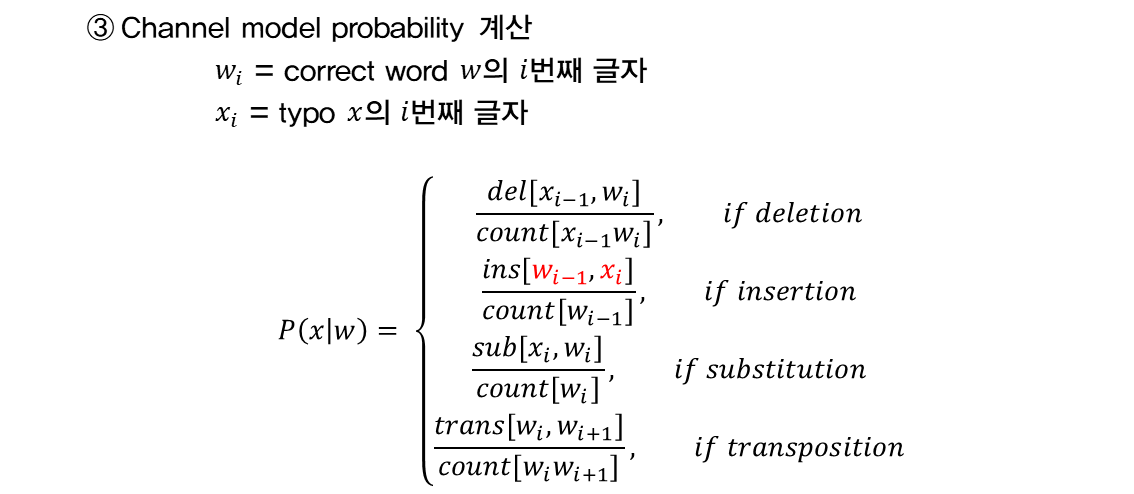 ③ Channel model probability 계산
wᵢ = correct word w의 i번째 글자
xᵢ = typo x의 i번째 글자
P(x|w) =
del[xᵢ₋₁, wᵢ] / count[xᵢ₋₁wᵢ], if deletion
ins[wᵢ₋₁, xᵢ] / count[wᵢ₋₁], if insertion
sub[xᵢ, wᵢ] / count[wᵢ], if substitution
trans[wᵢ, wᵢ₊₁] / count[wᵢwᵢ₊₁], if transposition